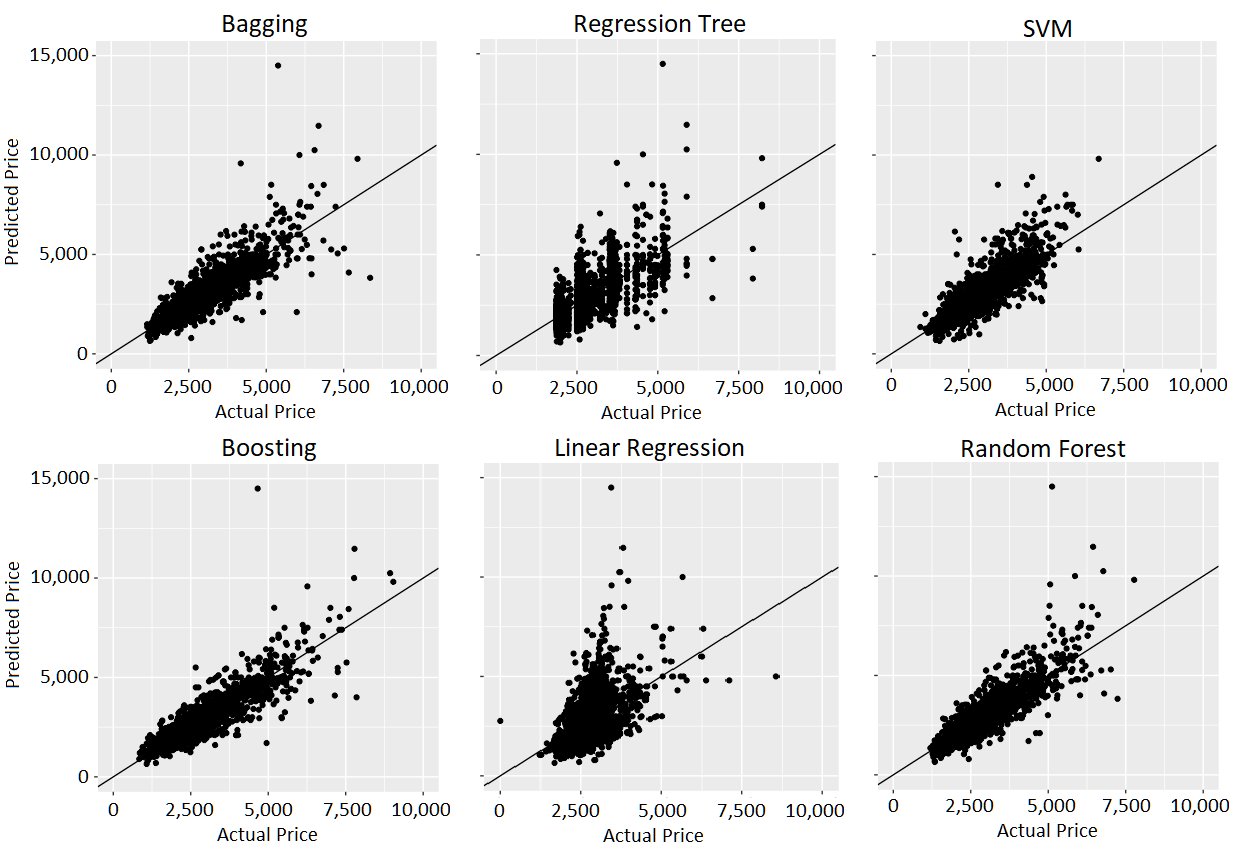 Bagging
Regression Tree
SVM
15,000
10,000
5,000
0
Predicted Price
0 2,500 5,000 7,500 10,000
0 2,500 5,000 7,500 10,000
0 2,500 5,000 7,500 10,000
Actual Price
Actual Price
Actual Price
Boosting
Linear Regression
Random Forest
15,000
10,000
5,000
0
Predicted Price
0 2,500 5,000 7,500 10,000
0 2,500 5,000 7,500 10,000
0 2,500 5,000 7,500 10,000
Actual Price
Actual Price
Actual Price